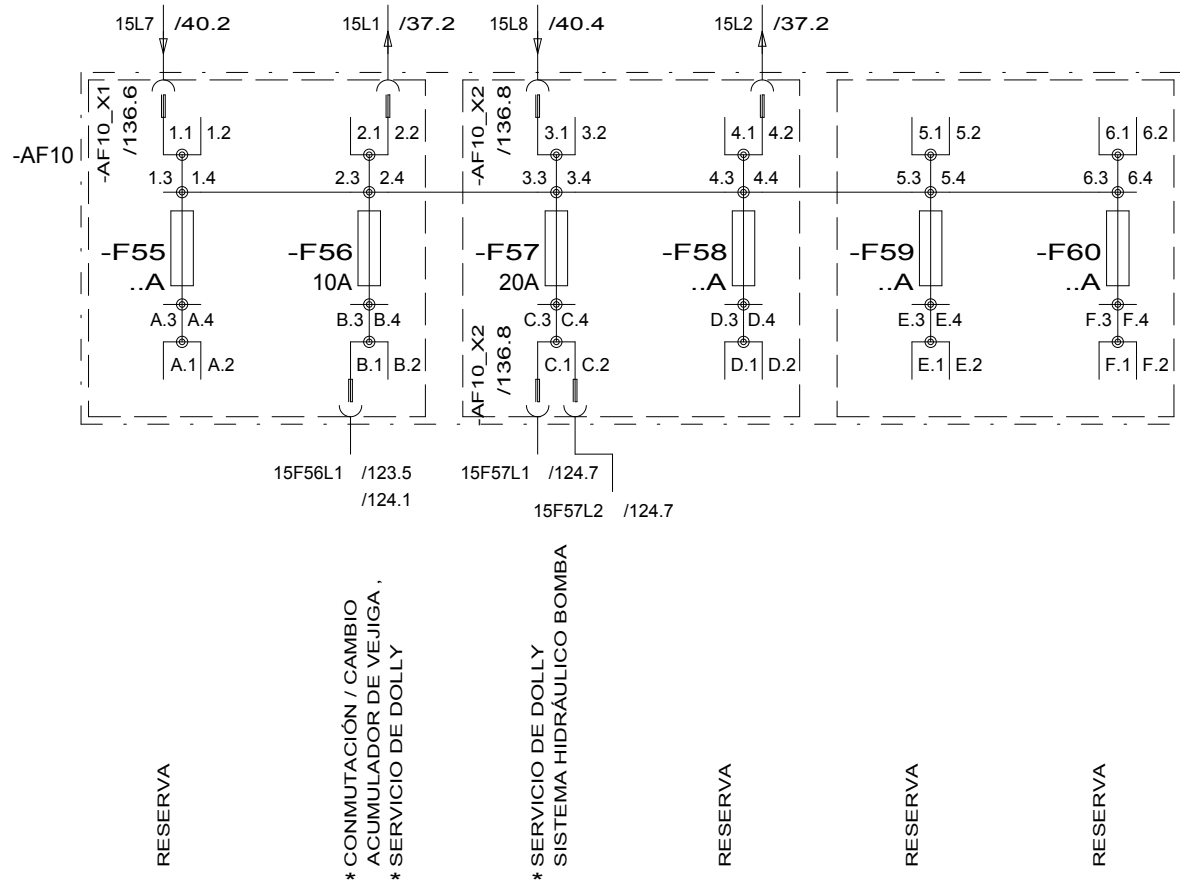 15L7 /40.2
15L1 /37.2
15L8 /40.4
15L2 /37.2
-AF10
-AF10_X1
/136.6
-AF10_X2
/136.8
1.1 1.2
2.1 2.2
3.1 3.2
4.1 4.2
5.1 5.2
6.1 6.2
1.3 1.4
2.3 2.4
3.3 3.4
4.3 4.4
5.3 5.4
6.3 6.4
-F55
..A
-F56
10A
-F57
20A
-F58
..A
-F59
..A
-F60
..A
A.3 A.4
B.3 B.4
C.3 C.4
D.3 D.4
E.3 E.4
F.3 F.4
-AF10_X2
/136.8
A.1 A.2
B.1 B.2
C.1 C.2
D.1 D.2
E.1 E.2
F.1 F.2
15F56L1 /123.5
/124.1
15F57L1 /124.7
15F57L2 /124.7
RESERVA
* CONMUTACIÓN / CAMBIO
ACUMULADOR DE VEJIGA ,
* SERVICIO DE DOLLY
* SERVICIO DE DOLLY
SISTEMA HIDRÁULICO BOMBA
RESERVA
RESERVA
RESERVA